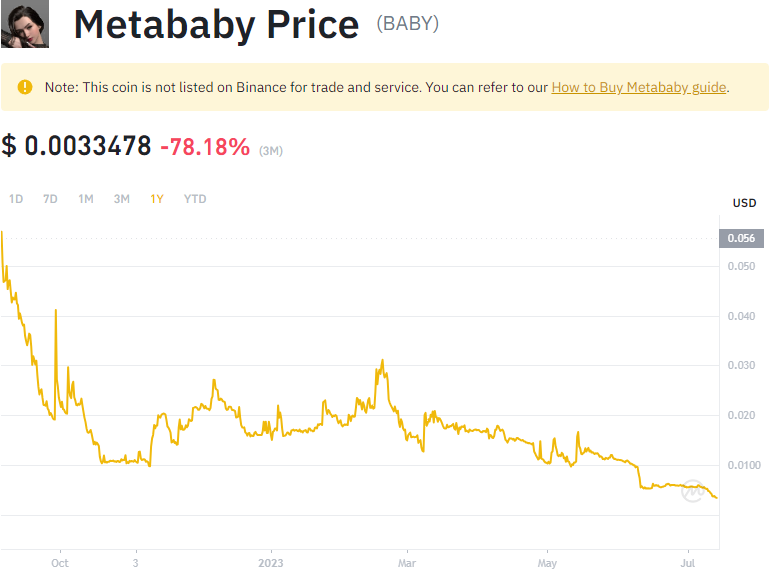 Metababy Price (BABY)
Note: This coin is not listed on Binance for trade and service. You can refer to our How to Buy Metababy guide.
$ 0.0033478 -78.18% (3M)
1D 7D 1M 3M 1Y YTD
USD
0.056
0.050
0.040
0.030
0.020
0.0100
Oct 3 2023 Mar May Jul